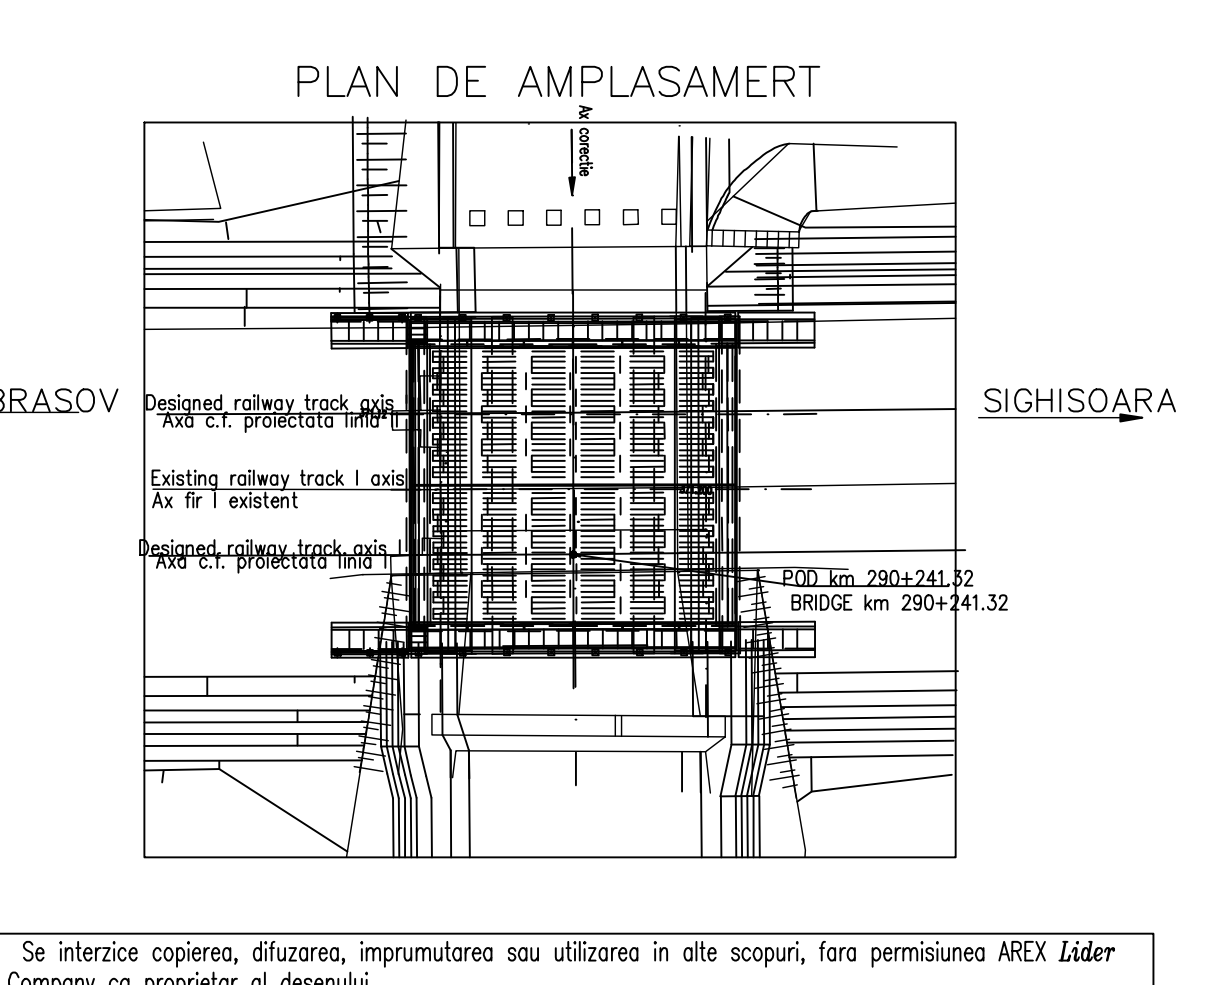 PLAN DE AMPLASAMERT
Ax corectie
BRASOV
SIGHISOARA
Designed railway track axis I
Axa c.f. proiectata linia I
Existing railway track I axis
Ax fir I existent
Designed railway track axis I
Axa c.f. proiectata linia I
POD km 290+241.32
BRIDGE km 290+241.32
Se interzice copierea, difuzarea, imprumutarea sau utilizarea in alte scopuri, fara permisiunea AREX Lider
Company ca proprietar al desenului